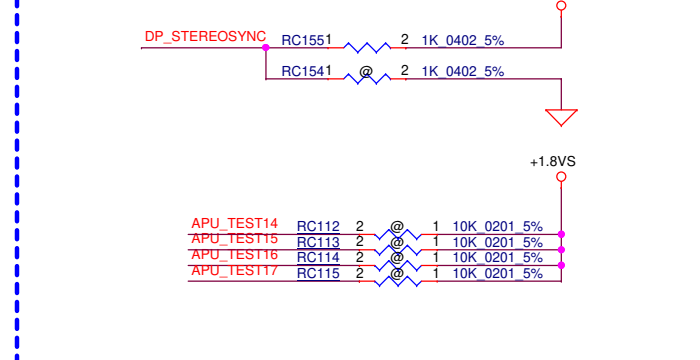 DP_STEREOSYNC RC155 1 2 1K_0402_5%
RC154 1 @ 2 1K_0402_5%
+1.8VS
APU_TEST14 RC112 2 @ 1 10K_0201_5%
APU_TEST15 RC113 2 @ 1 10K_0201_5%
APU_TEST16 RC114 2 @ 1 10K_0201_5%
APU_TEST17 RC115 2 @ 1 10K_0201_5%